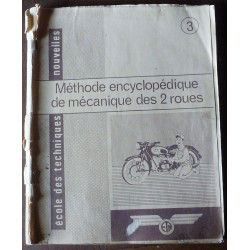 3
Méthode encyclopédique
de mécanique des 2 roues
école des techniques nouvelles